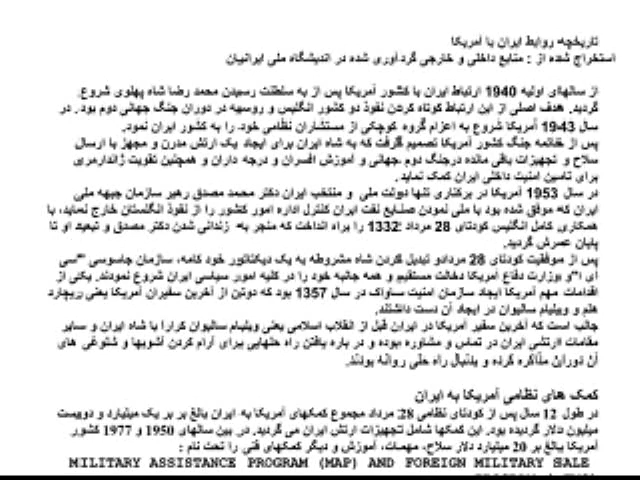 تاریخچه روابط ایران با آمریکا
استخراج شده از : منابع داخلی و خارجی گردآوری شده در اندیشگاه ملی ایرانیان
از سالهای اولیه 1940 ارتباط ایران با کشور آمریکا پس از به سلطنت رسیدن محمد رضا شاه پهلوی شروع
گردید. هدف اصلی از این ارتباط کوتاه کردن نفوذ دو کشور انگلیس و روسیه در دوران جنگ جهانی دوم بود. در
سال 1943 آمریکا شروع به اعزام گروه کوچکی از مستشاران نظامی خود را به کشور ایران نمود.
پس از خاتمه جنگ کشور آمریکا تصمیم گرفت که به شاه ایران برای ایجاد یک ارتش مدرن و مجهز با ارسال
سلاح و تجهیزات باقی مانده درجنگ دوم جهانی و آموزش افسران و درجه داران و همچنین تقویت ژاندارمری
برای تامین امنیت داخلی ایران کمک نماید.
در سال 1953 آمریکا در برکناری تنها دولت ملی و منتخب ایران دکتر محمد مصدق رهبر سازمان جبهه ملی
ایران که موفق شده بود با ملی نمودن صنایع نفت ایران کنترل اداره امور کشور را از نفوذ انگلستان خارج نماید، با
همکاری کامل انگلیس کودتای 28 مرداد 1332 را براه انداخت که منجر به زندانی شدن دکتر مصدق و تبعید او تا
پایان عمرش گردید.
پس از موفقیت کودتای 28 مردادو تبدیل کردن شاه مشروطه به یک دیکتاتور خود کامه، سازمان جاسوسی "سی
آی ا"و وزارت دفاع آمریکا دخالت مستقیم و همه جانبه خود را در کلیه امور سیاسی ایران شروع نمودند. یکی از
اقدامات مهم آمریکا ایجاد سازمان امنیت ساواک در سال 1357 بود که دوتن از آخرین سفیران آمریکا یعنی ریچارد
هلم و ویلیام سالیوان در ایجاد آن دست داشتند.
جالب است که آخرین سفیر آمریکا در ایران قبل از انقلاب اسلامی یعنی ویلیام سالیوان کرارا با شاه ایران و سایر
مقامات ارتشی ایران در تماس و مشاوره بوده و در باره یافتن راه حلهایی برای آرام کردن آشوبها و شلوغی های
آن دوران مذاکره کرده و بدنبال راه حلی روانه بودند.
کمک های نظامی آمریکا به ایران
در طول 12 سال پس از کودتای نظامی 28 مرداد مجموع کمکهای آمریکا به ایران بالغ بر بر یک میلیارد و دویست
میلیون دلار گردیده بود. این کمکها شامل تجهیزات ارتش ایران می گردید. در بین سالهای 1950 و 1977 کشور
آمریکا بالغ بر 20 میلیارد دلار سلاح، مهمات، آموزش و دیگر کمکهای فنی را تحت نام :
MILITARY ASSISTANCE PROGRAM (MAP) AND FOREIGN MILITARY SALE